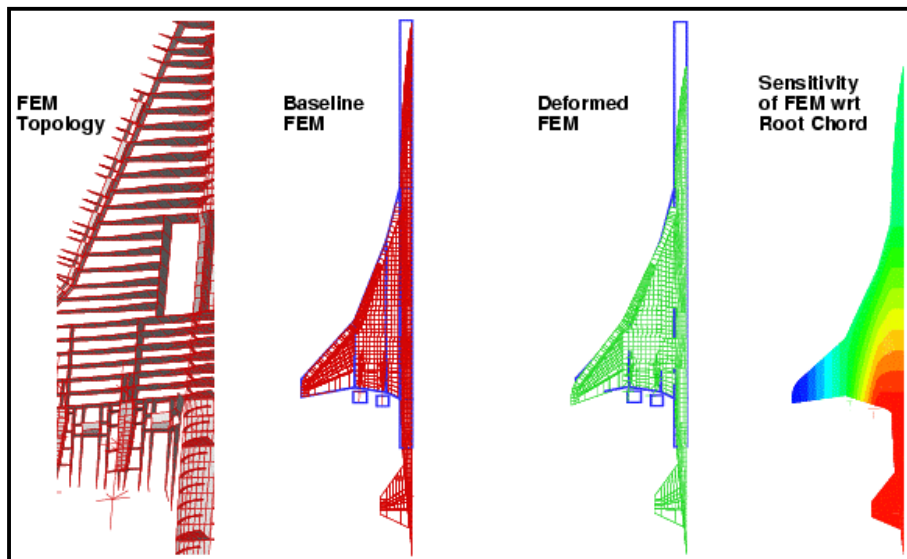 FEM
Topology
Baseline
FEM
Deformed
FEM
Sensitivity
of FEM wrt
Root Chord